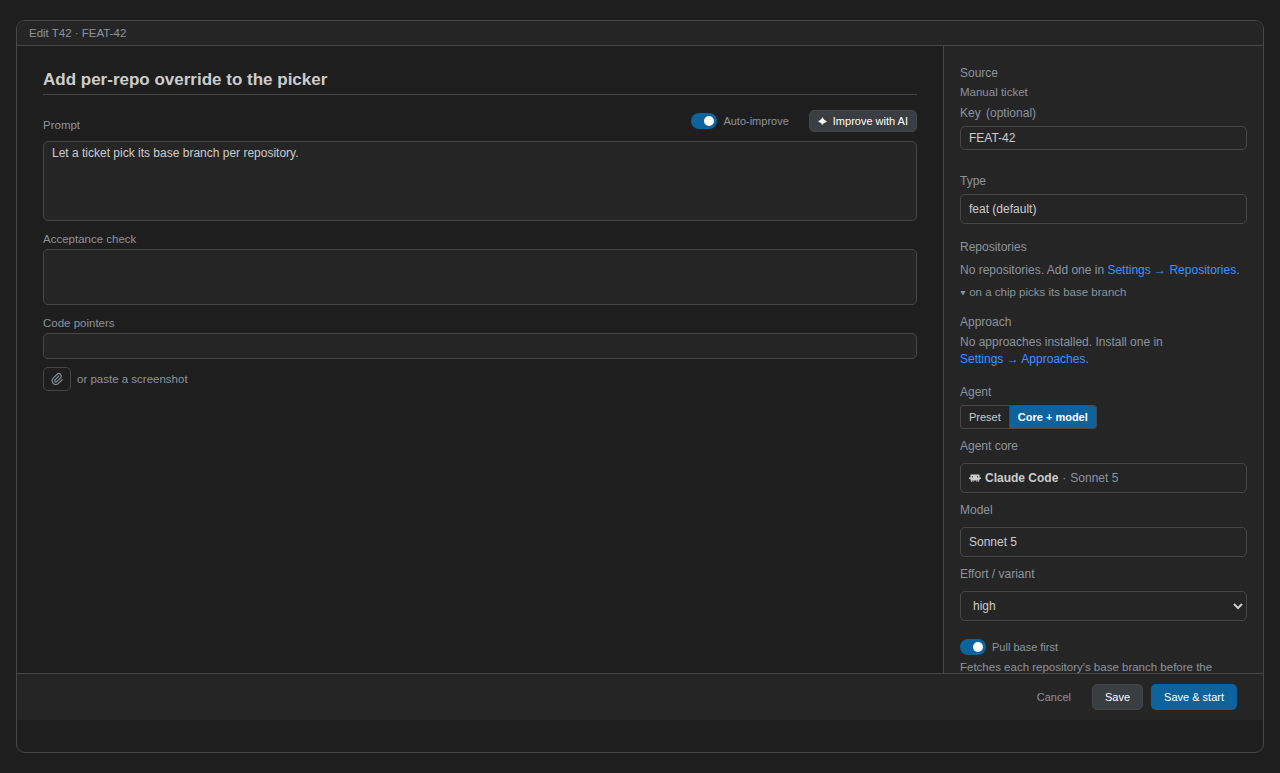 Edit T42 · FEAT-42
Add per-repo override to the picker
Prompt
Auto-improve
Improve with AI
Let a ticket pick its base branch per repository.
Acceptance check
Code pointers
or paste a screenshot
Source
Manual ticket
Key (optional)
FEAT-42
Type
feat (default)
Repositories
No repositories. Add one in Settings → Repositories.
▾ on a chip picks its base branch
Approach
No approaches installed. Install one in
Settings → Approaches.
Agent
Preset
Core + model
Agent core
Claude Code · Sonnet 5
Model
Sonnet 5
Effort / variant
high
Pull base first
Fetches each repository's base branch before the
Cancel
Save
Save & start